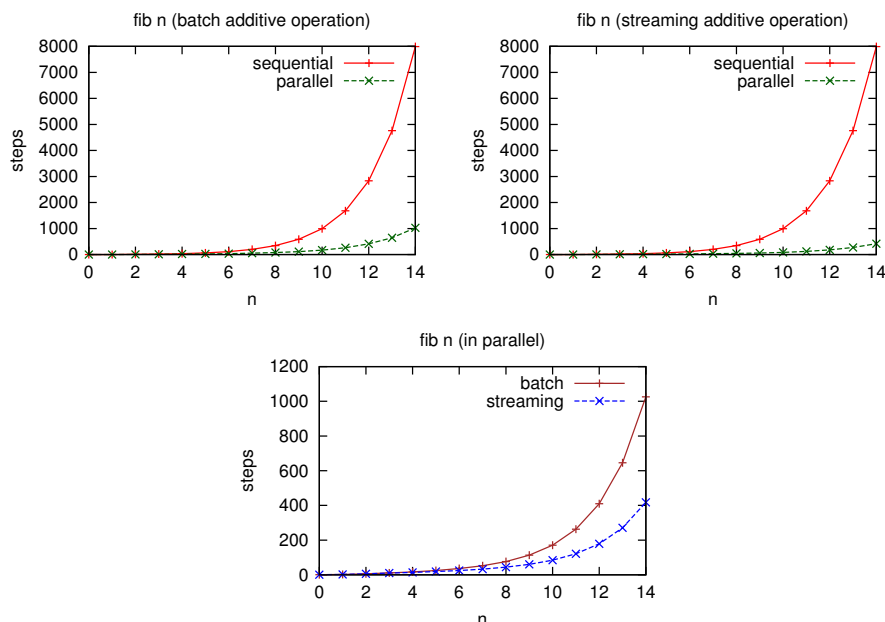 fib n (batch additive operation)
8000
7000
6000
5000
4000
3000
2000
1000
0
steps
sequential
parallel
0 2 4 6 8 10 12 14
n
fib n (streaming additive operation)
8000
7000
6000
5000
4000
3000
2000
1000
0
steps
sequential
parallel
0 2 4 6 8 10 12 14
n
fib n (in parallel)
1200
1000
800
600
400
200
0
steps
batch
streaming
0 2 4 6 8 10 12 14
n